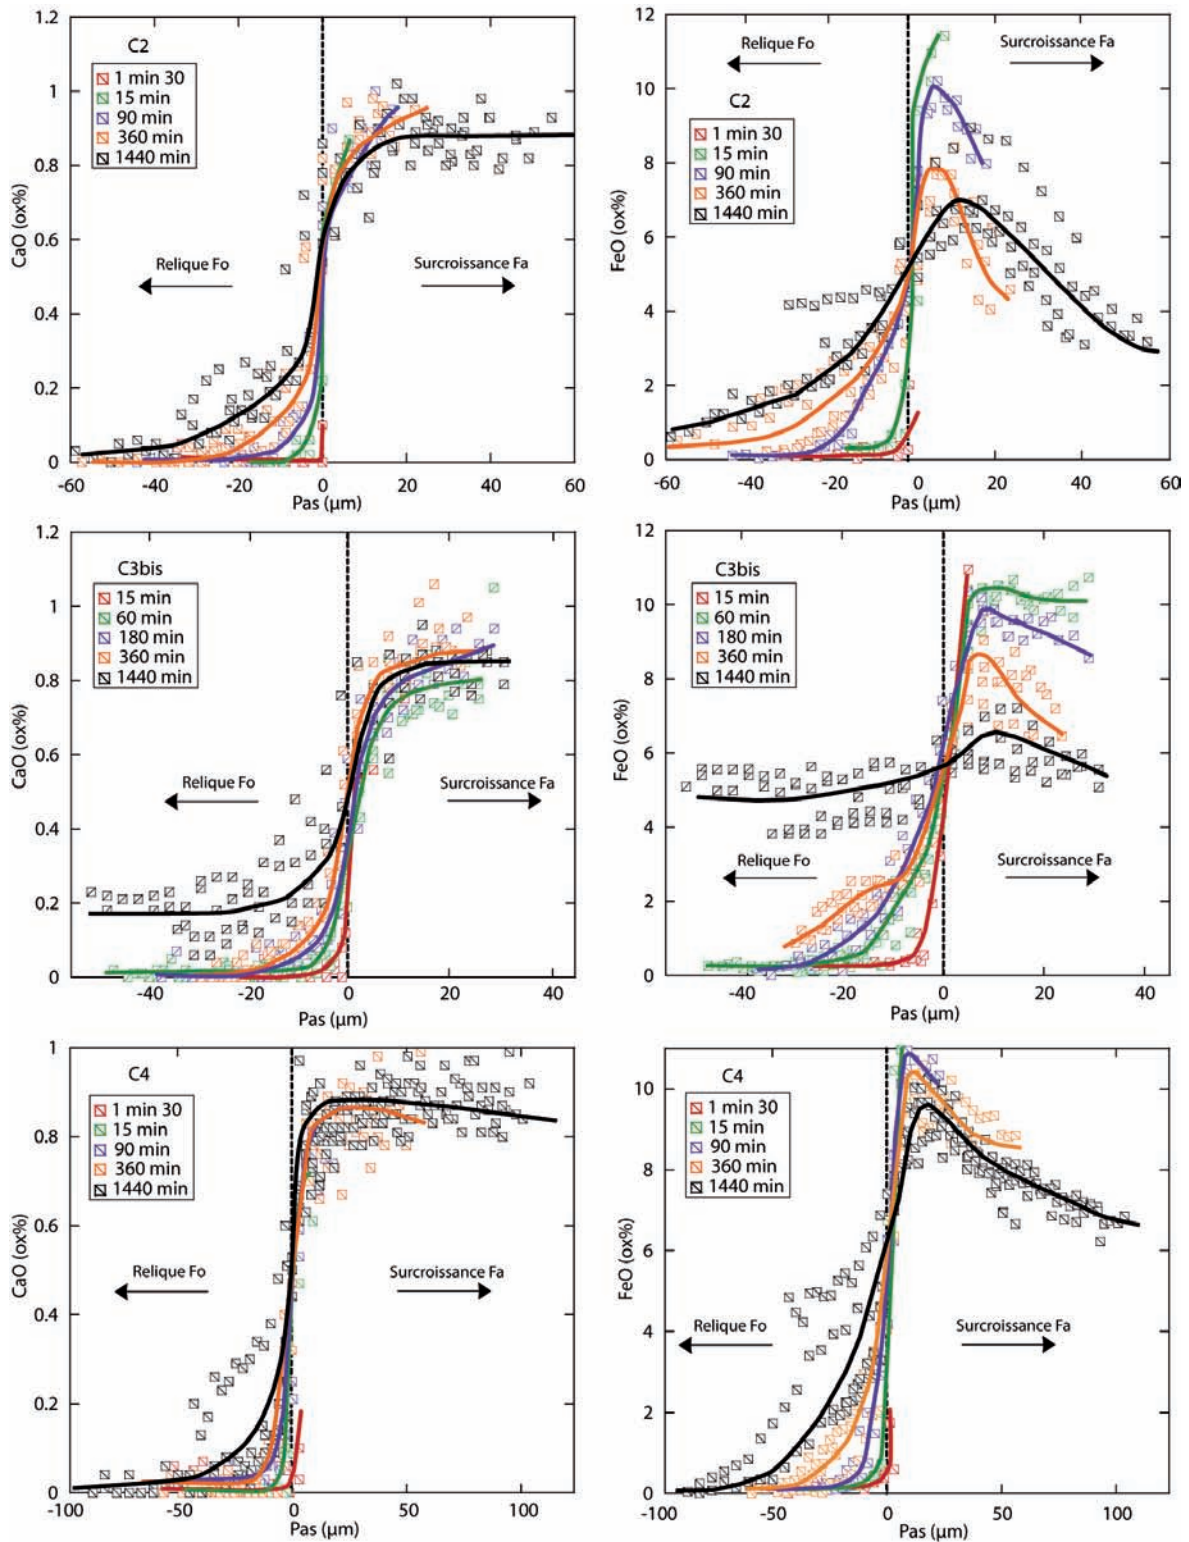 1.2
1
0.8
0.6
0.4
0.2
0
CaO (ox%)
C2
1 min 30
15 min
90 min
360 min
1440 min
Relique Fo
Surcroissance Fa
-60 -40 -20 0 20 40 60
Pas (µm)
12
10
8
6
4
2
0
FeO (ox%)
Relique Fo
Surcroissance Fa
C2
1 min 30
15 min
90 min
360 min
1440 min
-60 -40 -20 0 20 40 60
Pas (µm)
1.2
1
0.8
0.6
0.4
0.2
0
CaO (ox%)
C3bis
15 min
60 min
180 min
360 min
1440 min
Relique Fo
Surcroissance Fa
-40 -20 0 20 40
Pas (µm)
12
10
8
6
4
2
0
FeO (ox%)
C3bis
15 min
60 min
180 min
360 min
1440 min
Relique Fo
Surcroissance Fa
-40 -20 0 20 40
Pas (µm)
1
0.8
0.6
0.4
0.2
0
CaO (ox%)
C4
1 min 30
15 min
90 min
360 min
1440 min
Relique Fo
Surcroissance Fa
-100 -50 0 50 100
Pas (µm)
10
8
6
4
2
0
FeO (ox%)
C4
1 min 30
15 min
90 min
360 min
1440 min
Relique Fo
Surcroissance Fa
-100 -50 0 50 100
Pas (µm)